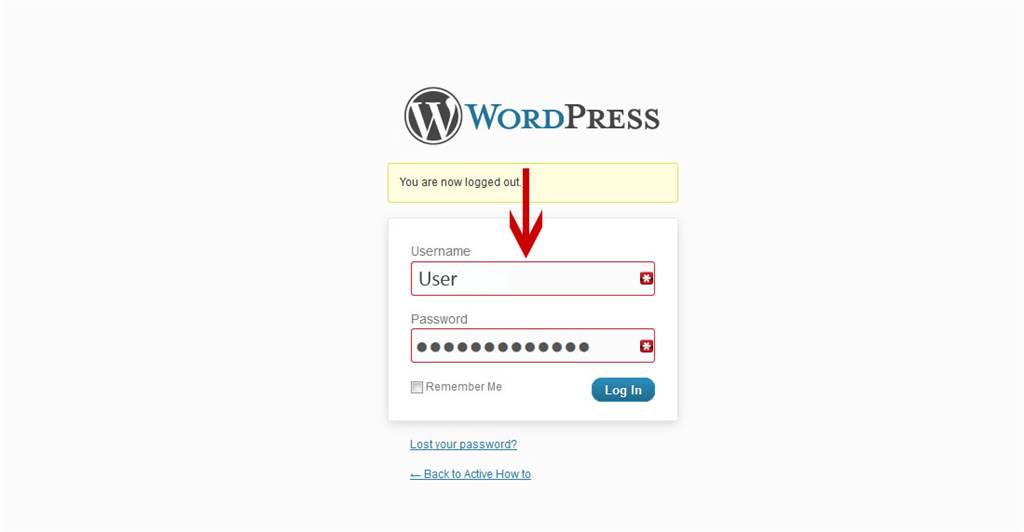 WORDPRESS
You are now logged out.
Username
User
Password
Remember Me
Log In
Lost your password?
← Back to Active How to